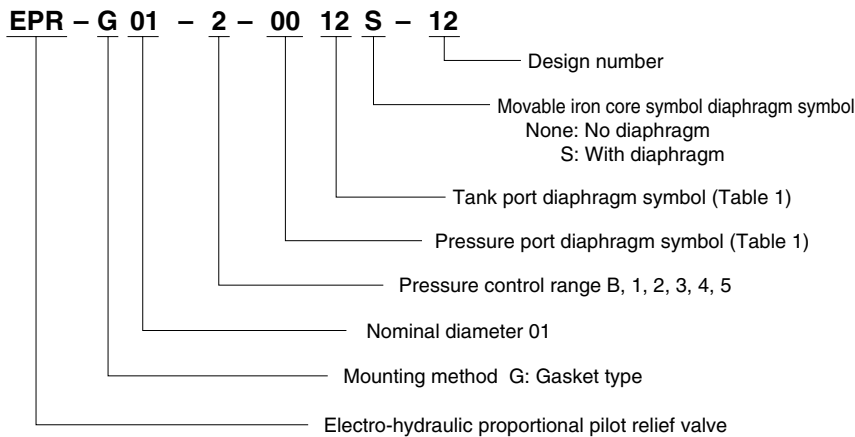 EPR – G 01 – 2 – 00 12 S – 12
Design number
Movable iron core symbol diaphragm symbol
None: No diaphragm
S: With diaphragm
Tank port diaphragm symbol (Table 1)
Pressure port diaphragm symbol (Table 1)
Pressure control range B, 1, 2, 3, 4, 5
Nominal diameter 01
Mounting method G: Gasket type
Electro-hydraulic proportional pilot relief valve